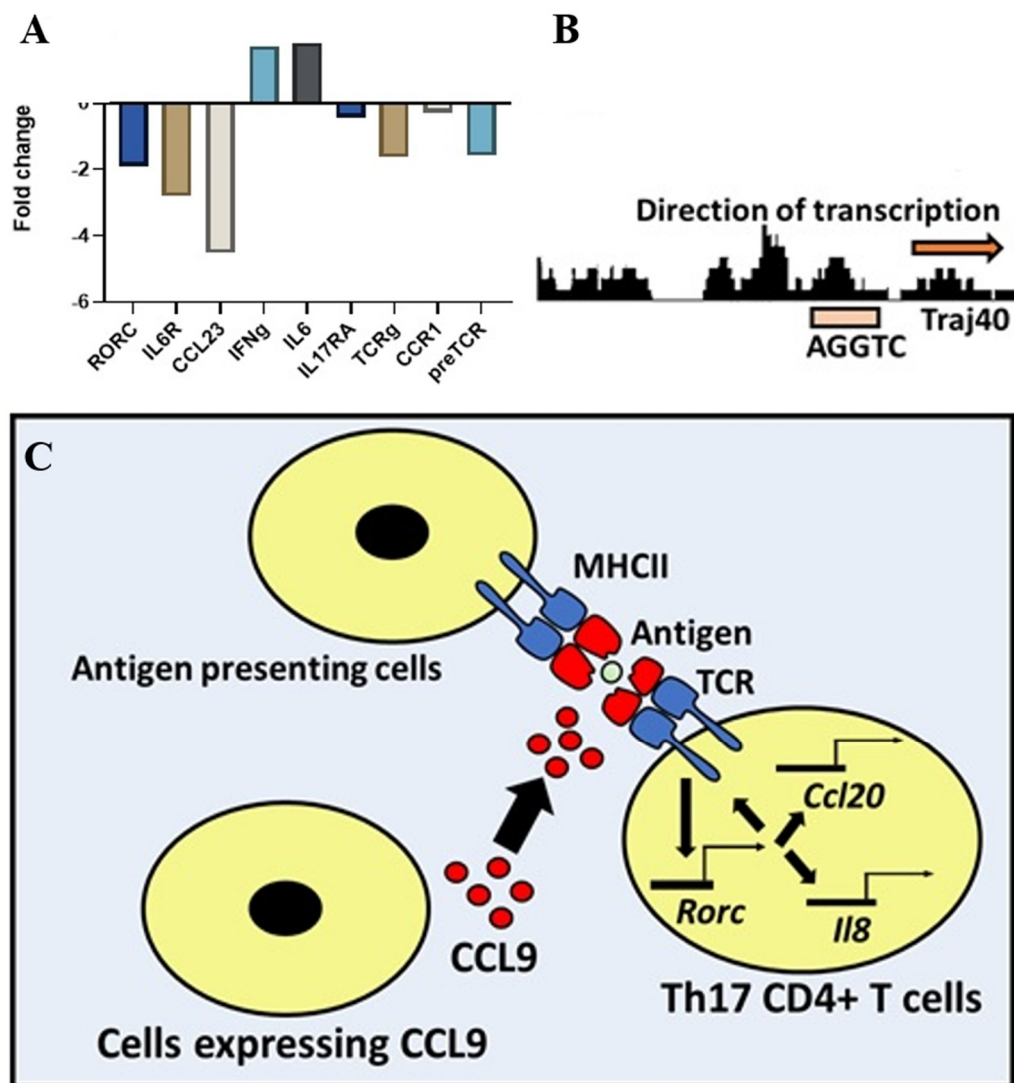 A
Fold change
0
-2
-4
-6
RORC
IL6R
CCL23
IFNg
IL6
IL17RA
TCRg
CCR1
preTCR
B
Direction of transcription
Traj40
AGGTC
C
MHCII
Antigen
Antigen presenting cells
TCR
Ccl20
Rorc
Il8
CCL9
Th17 CD4+ T cells
Cells expressing CCL9